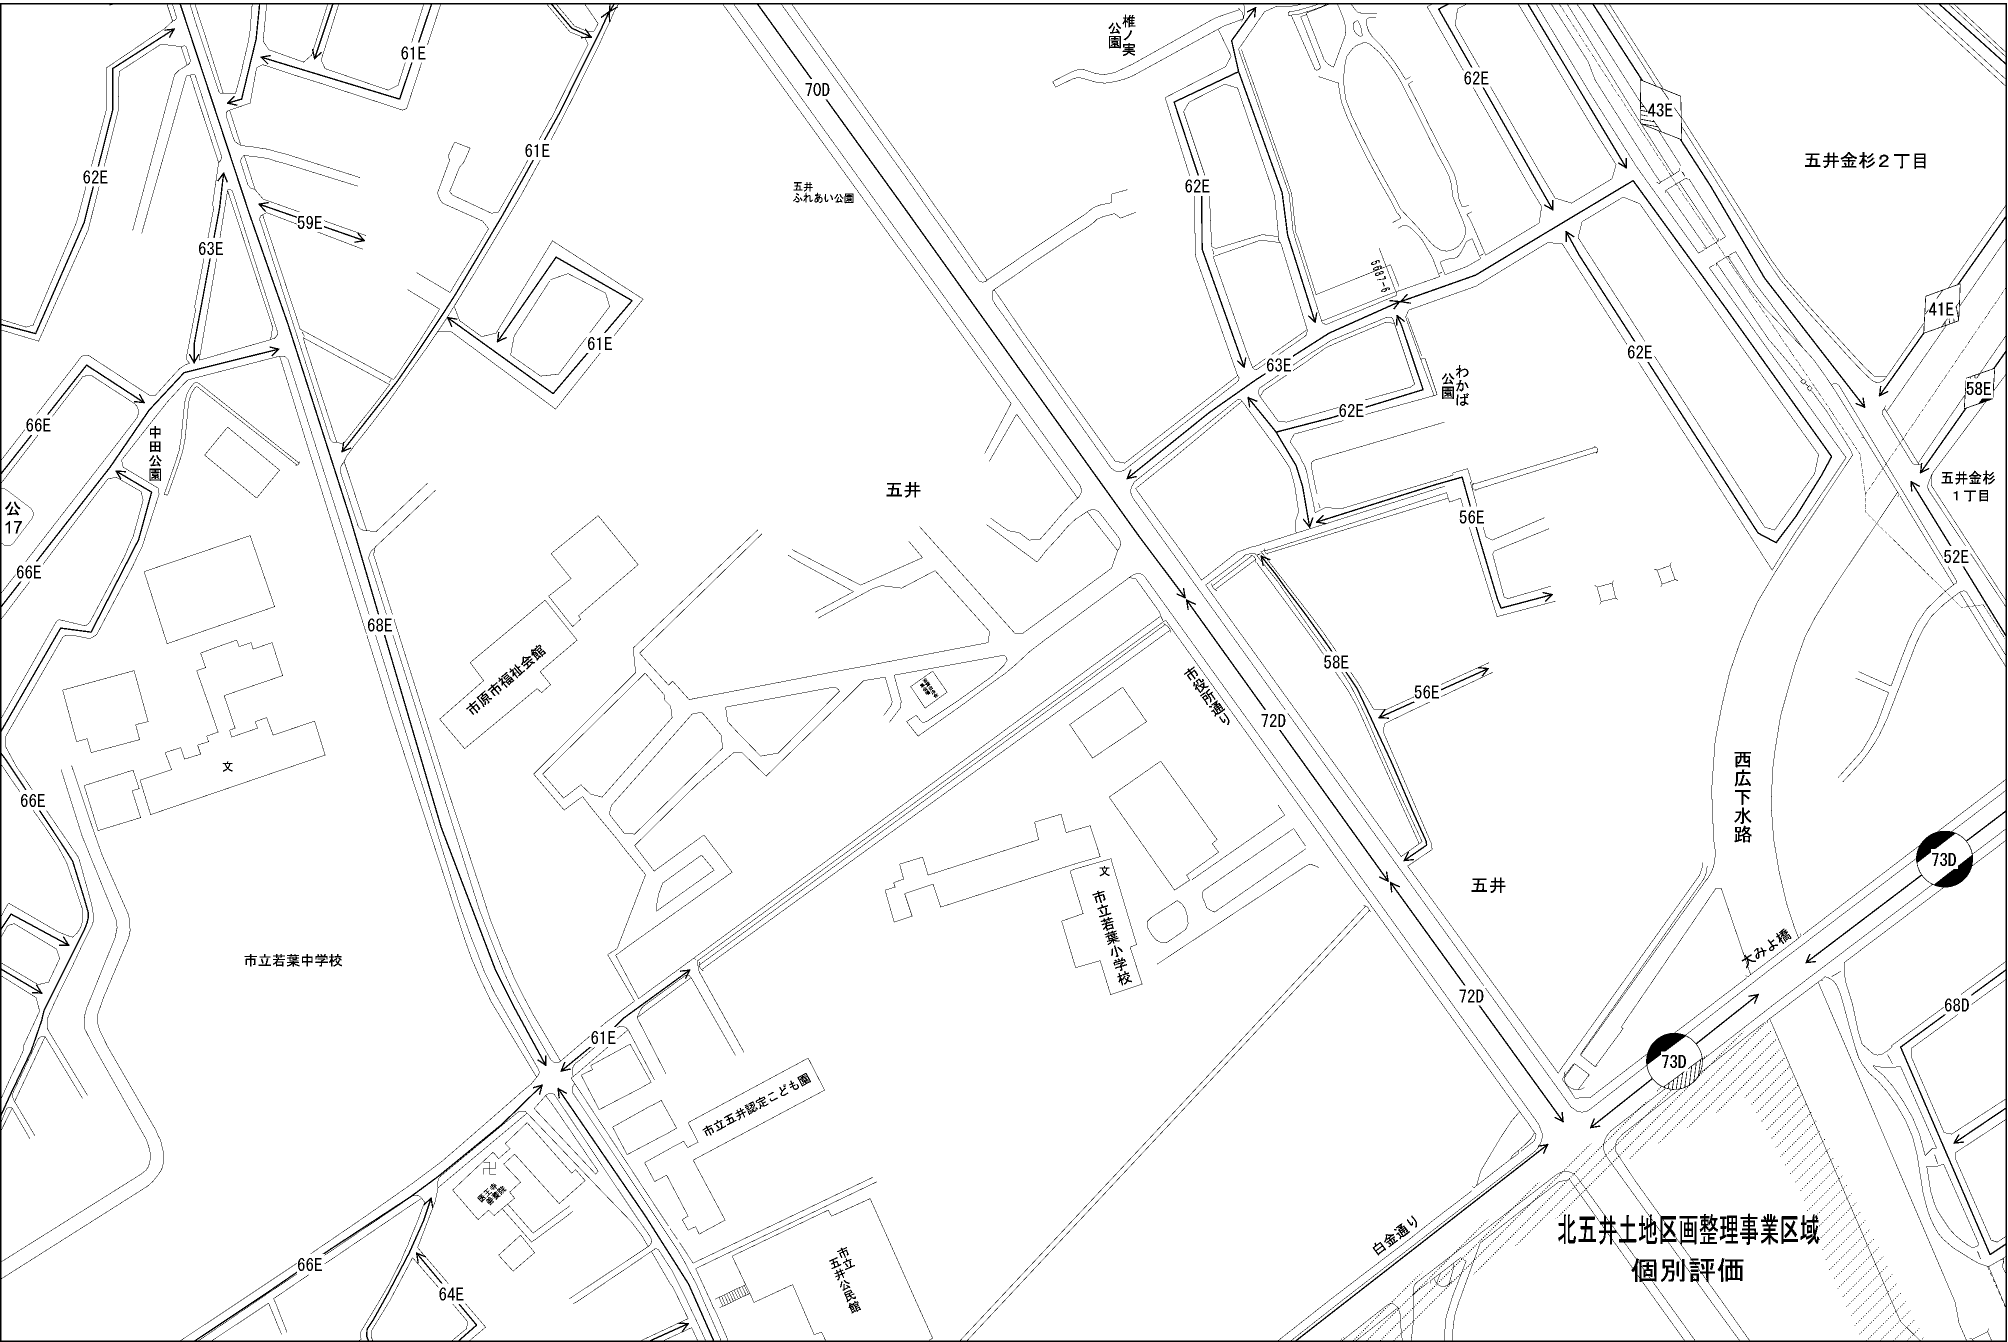 61E
70D
椎ノ実
公園
62E
43E
五井金杉２丁目
61E
62E
五井
ふれあい公園
62E
59E
63E
5687-6
41E
61E
62E
63E
わかば
公園
58E
62E
66E
中田公園
五井
五井金杉
１丁目
公
17
56E
52E
66E
68E
58E
56E
市原市福祉会館
市役所通り
72D
文
66E
西広下水路
73D
文
市立若葉小学校
五井
市立若葉中学校
大みよ橋
72D
68D
61E
73D
市立五井認定こども園
卍
医王寺
白金通り
北五井土地区画整理事業区域
個別評価
66E
64E
市立
五井公民館